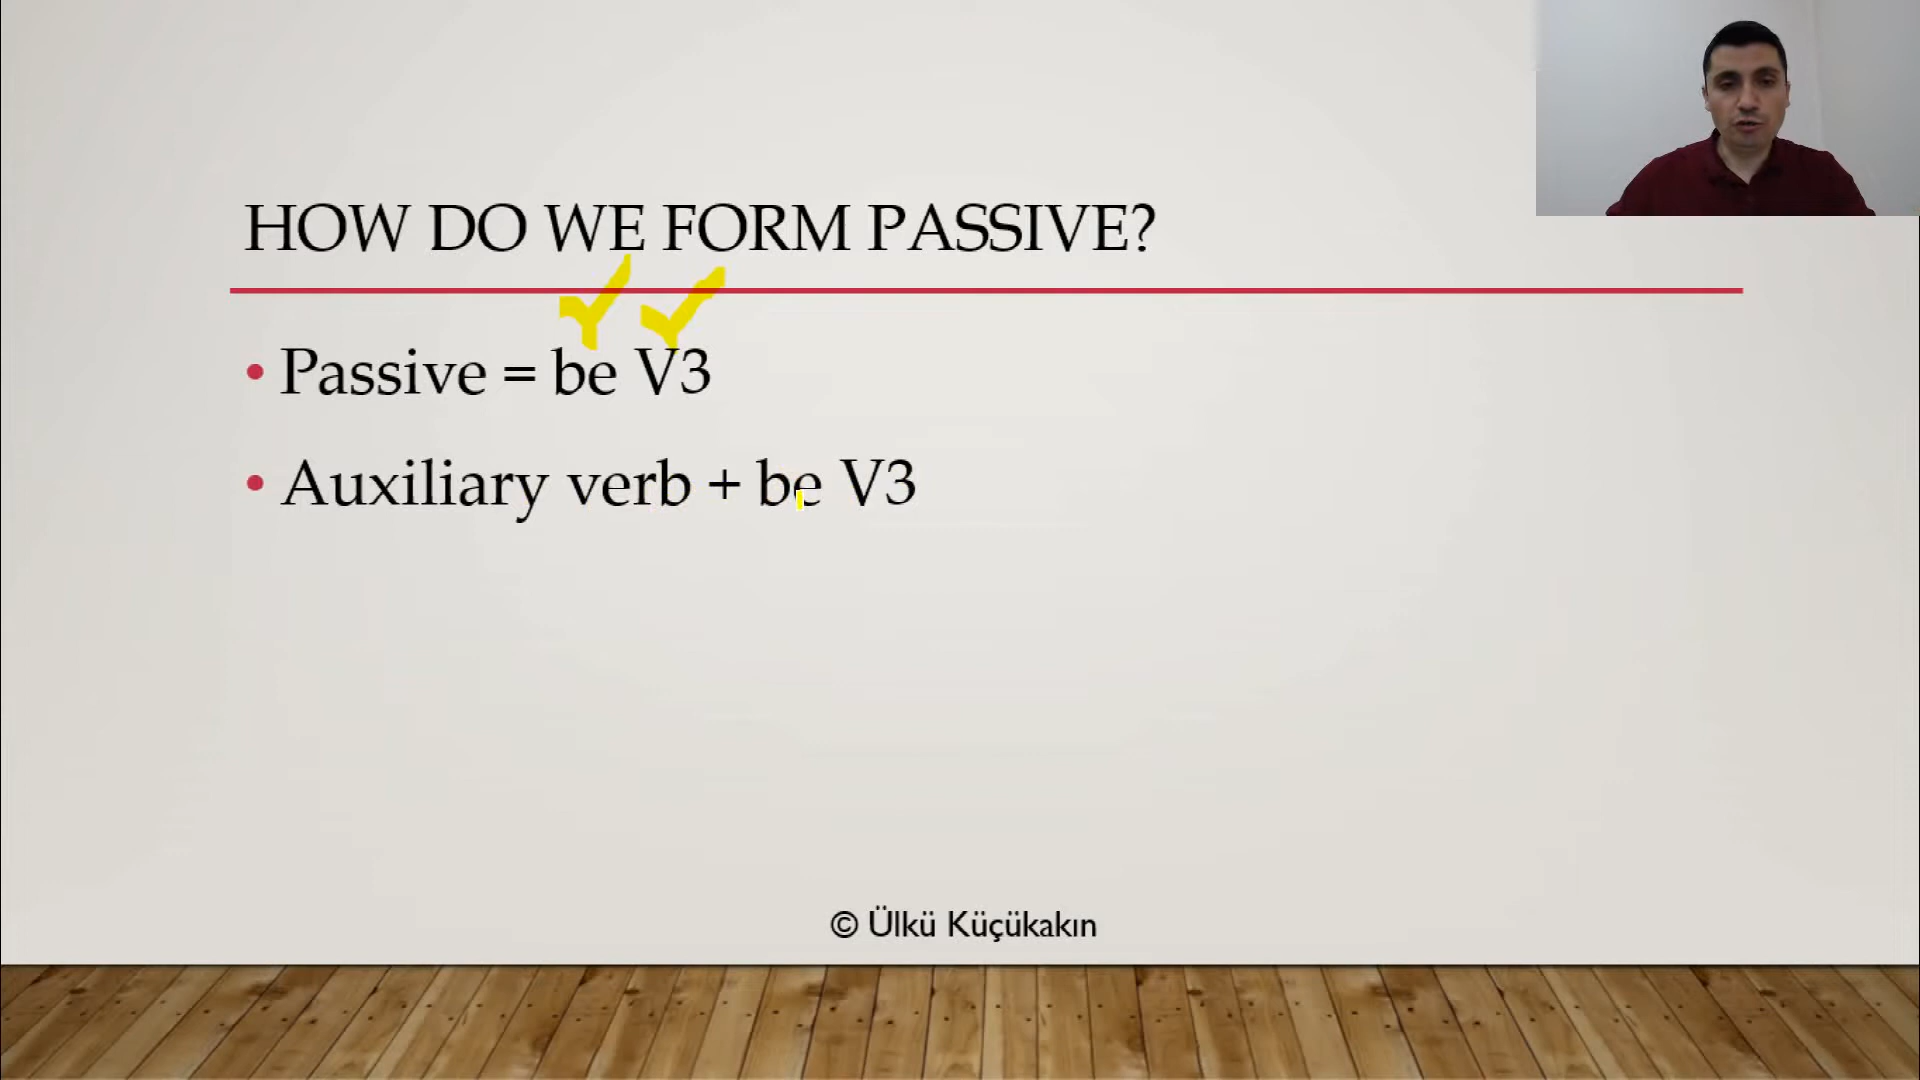 HOW DO WE FORM PASSIVE?
• Passive = be V3
• Auxiliary verb + be V3
© Ülkü Küçükakın